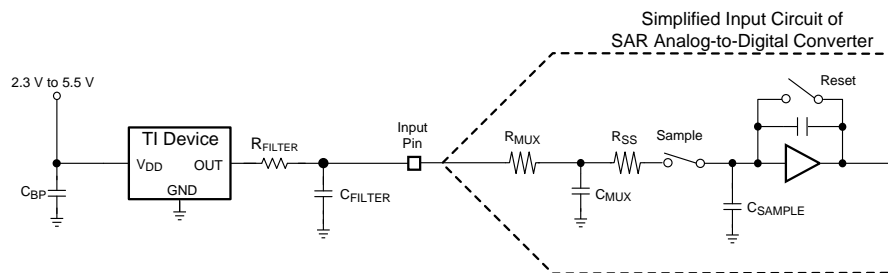 Simplified Input Circuit of
SAR Analog-to-Digital Converter
2.3 V to 5.5 V
Reset
TI Device
RFILTER
Input
Pin
RMUX
RSS
Sample
VDD
OUT
GND
CBP
CFILTER
CMUX
CSAMPLE